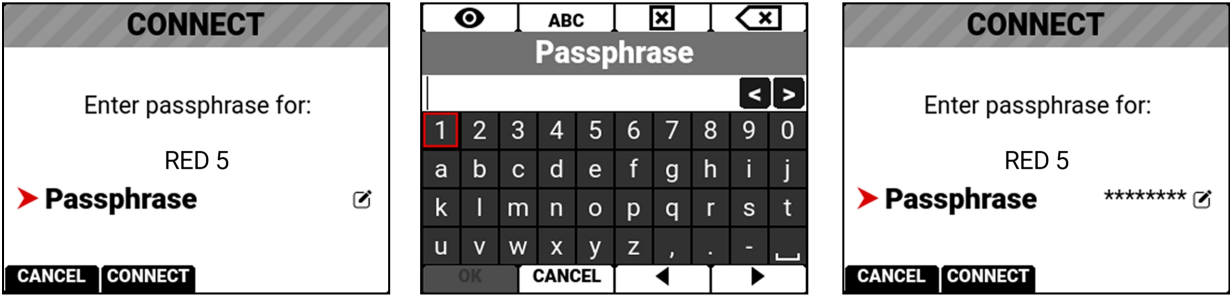 CONNECT
Enter passphrase for:
RED 5
Passphrase
CANCEL CONNECT
ABC
Passphrase
< >
1 2 3 4 5 6 7 8 9 0
a b c d e f g h i j
k l m n o p q r s t
u v w x y z , . -
OK CANCEL
CONNECT
Enter passphrase for:
RED 5
Passphrase ********
CANCEL CONNECT